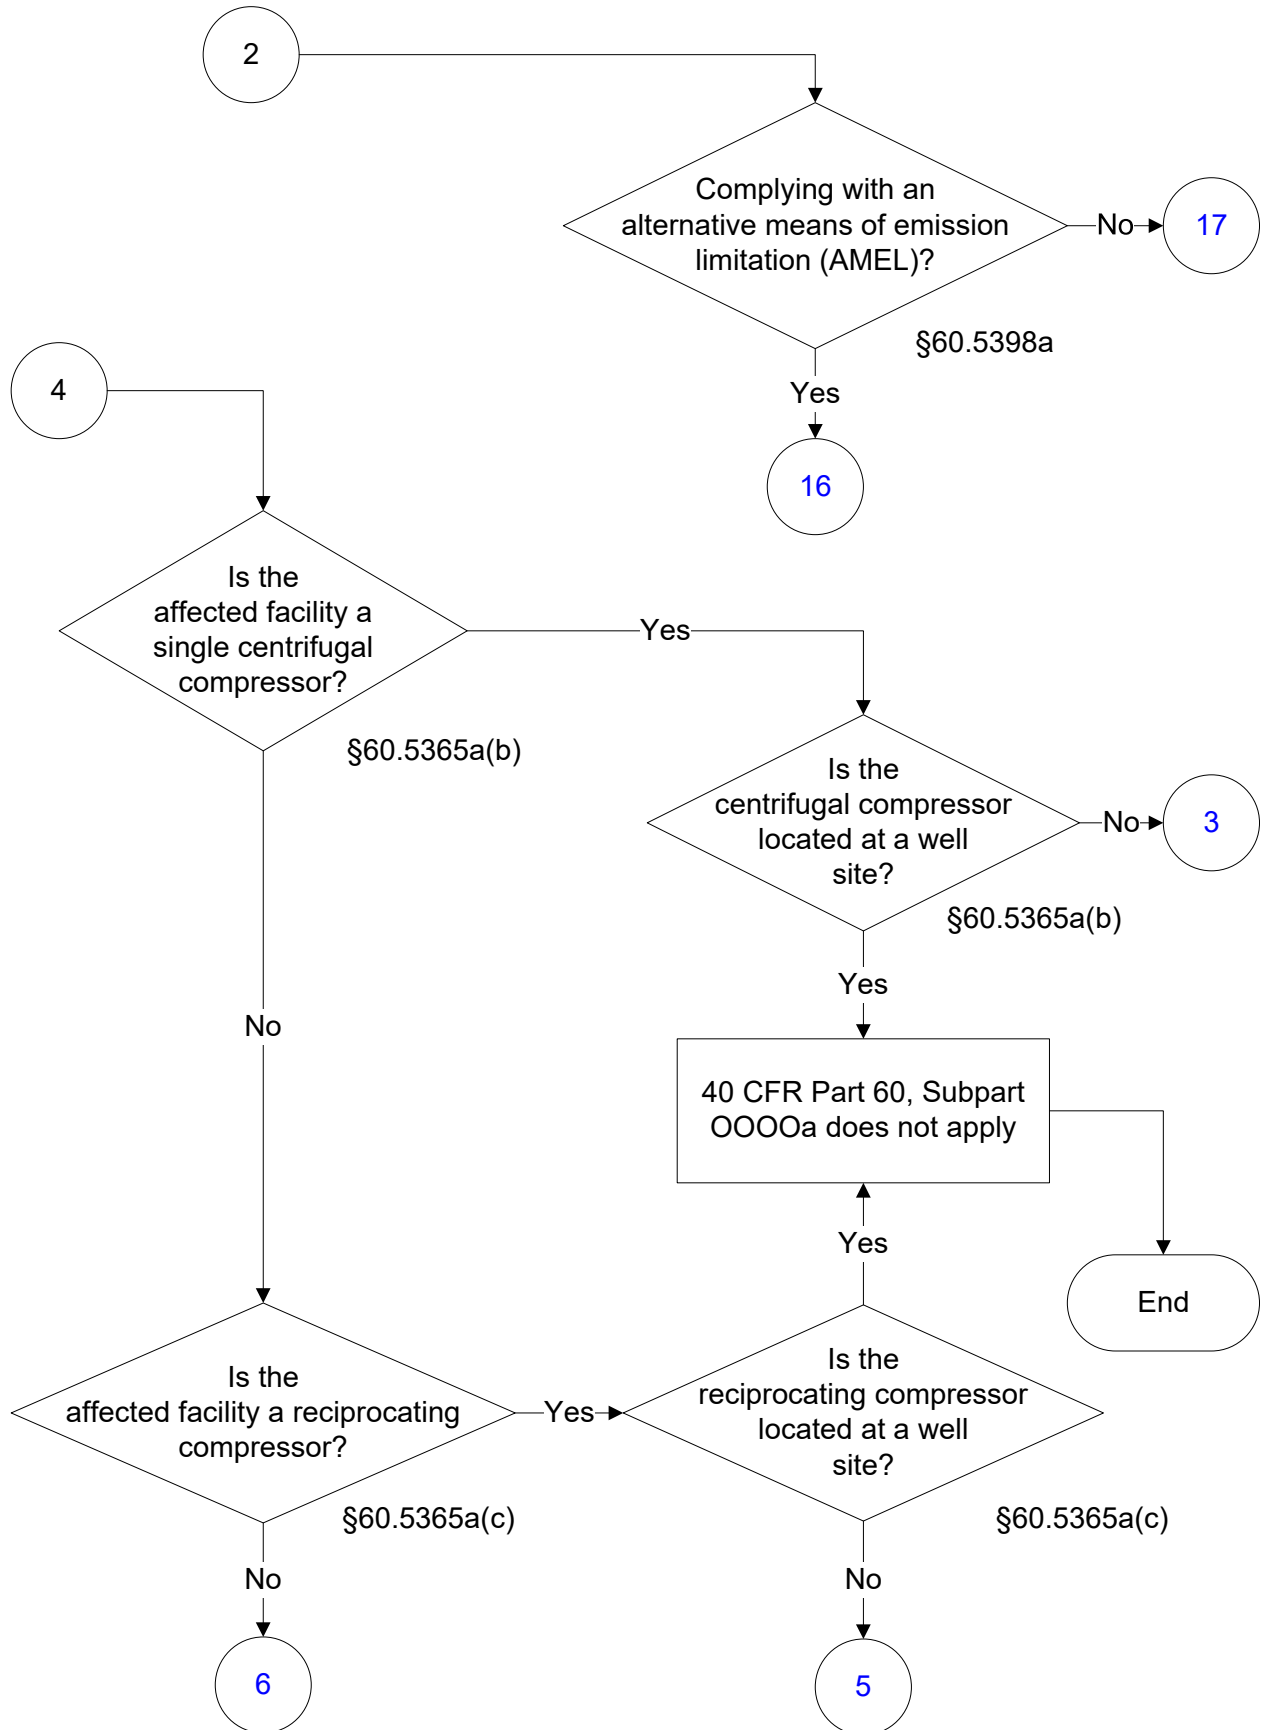 2
Complying with an
alternative means of emission
limitation (AMEL)?
No
17
§60.5398a
Yes
16
4
Is the
affected facility a
single centrifugal
compressor?
Yes
§60.5365a(b)
Is the
centrifugal compressor
located at a well
site?
No
3
§60.5365a(b)
Yes
No
40 CFR Part 60, Subpart
OOOOa does not apply
Yes
End
Is the
affected facility a reciprocating
compressor?
Yes
Is the
reciprocating compressor
located at a well
site?
§60.5365a(c)
§60.5365a(c)
No
No
6
5